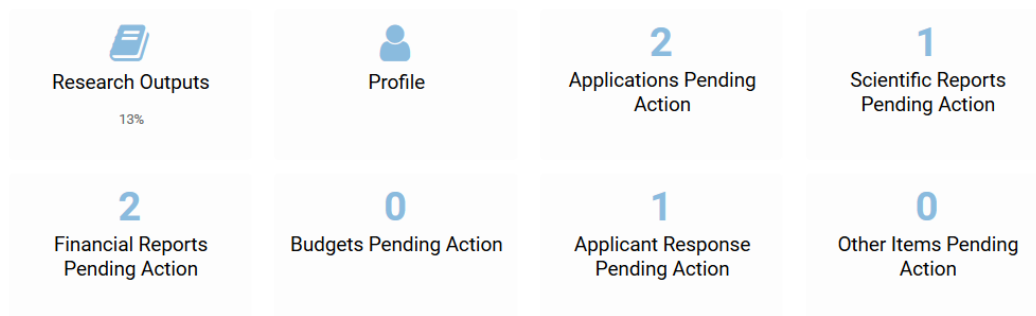 Research Outputs
13%
Profile
2
Applications Pending
Action
1
Scientific Reports
Pending Action
2
Financial Reports
Pending Action
0
Budgets Pending Action
1
Applicant Response
Pending Action
0
Other Items Pending
Action